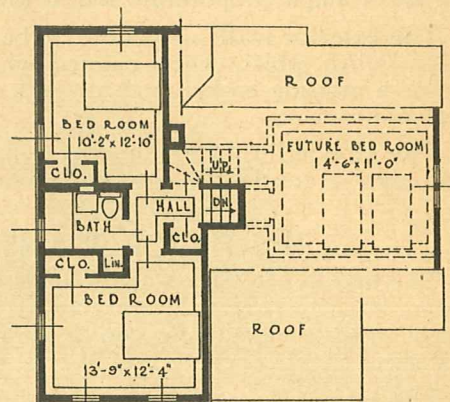 ROOF
BED ROOM
10'-2" x 12'-10"
UP
FUTURE BED ROOM
14'-6" x 11'-0"
CLO.
HALL
DN.
BATH
CLO.
CLO.
LIN.
BED ROOM
ROOF
13'-9" x 12'-4"